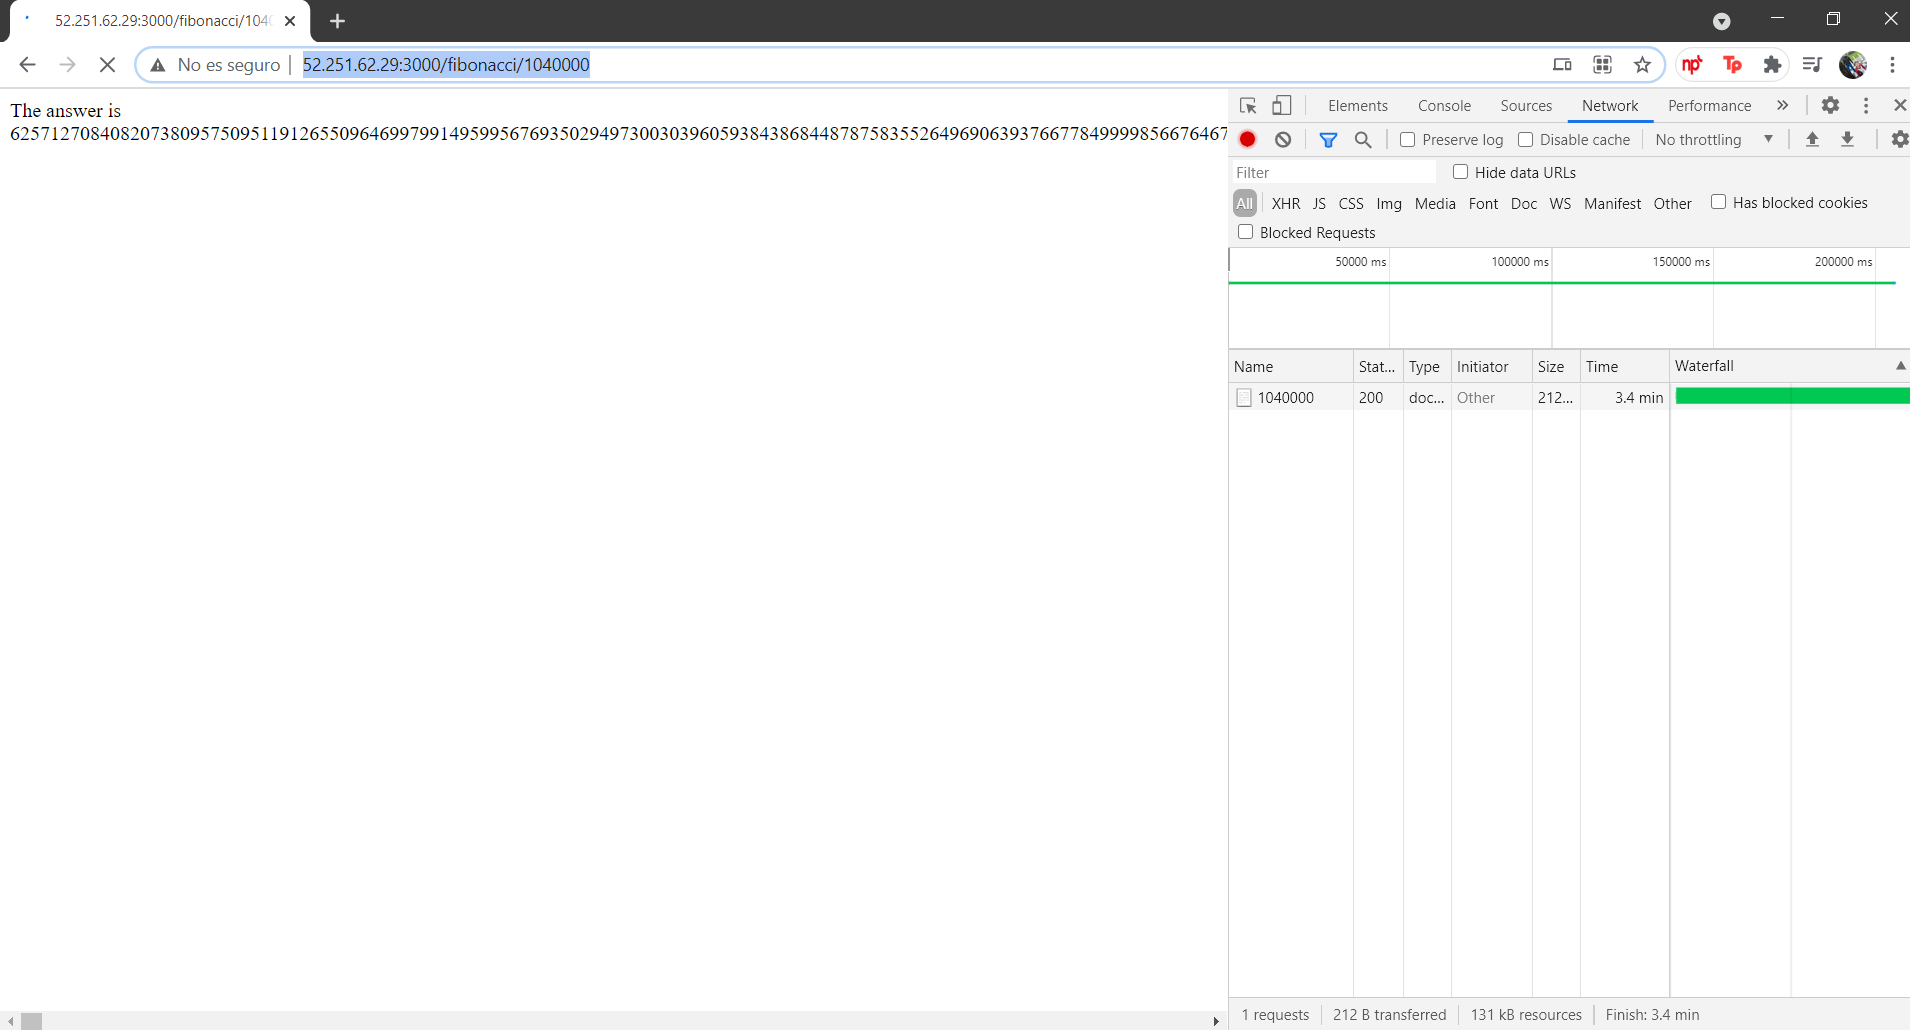 52.251.62.29:3000/fibonacci/1040
No es seguro | 52.251.62.29:3000/fibonacci/1040000
np
Tp
The answer is
6257127084082073809575095119126550964699799149599567693502949730030396059384386844878758355264969063937667784999985667646
Elements Console Sources Network Performance
Preserve log Disable cache No throttling
Filter Hide data URLs
All XHR JS CSS Img Media Font Doc WS Manifest Other Has blocked cookies
Blocked Requests
50000 ms 100000 ms 150000 ms 200000 ms
Name Stat... Type Initiator Size Time Waterfall
1040000 200 doc... Other 212... 3.4 min
1 requests 212 B transferred 131 kB resources Finish: 3.4 min